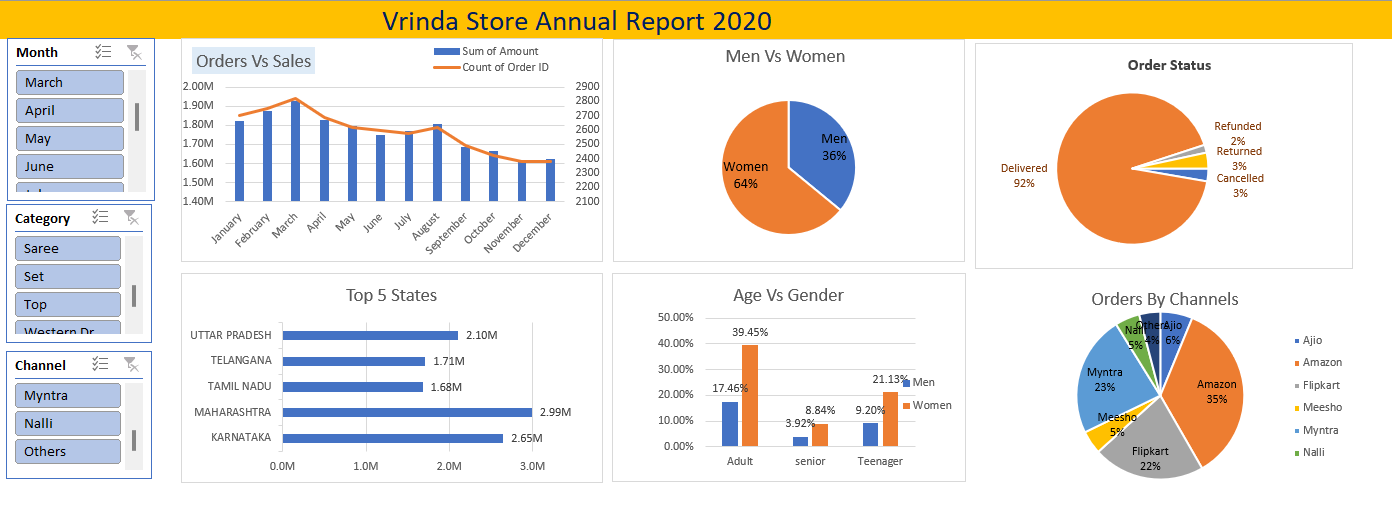 Vrinda Store Annual Report 2020
Month
March
April
May
June
Category
Saree
Set
Top
Western Dr
Channel
Myntra
Nalli
Others
Orders Vs Sales
Sum of Amount
Count of Order ID
2.00M
1.90M
1.80M
1.70M
1.60M
1.50M
1.40M
2900
2800
2700
2600
2500
2400
2300
2200
2100
January
February
March
April
May
June
July
August
September
October
November
December
Men Vs Women
Men
36%
Women
64%
Order Status
Refunded
2%
Returned
3%
Cancelled
3%
Delivered
92%
Top 5 States
UTTAR PRADESH
2.10M
TELANGANA
1.71M
TAMIL NADU
1.68M
MAHARASHTRA
2.99M
KARNATAKA
2.65M
0.0M
1.0M
2.0M
3.0M
Age Vs Gender
50.00%
40.00%
30.00%
20.00%
10.00%
0.00%
17.46%
39.45%
3.92%
8.84%
9.20%
21.13%
Adult
senior
Teenager
Men
Women
Orders By Channels
Others
4%
Ajio
6%
Nalli
5%
Myntra
23%
Amazon
35%
Meesho
5%
Flipkart
22%
Ajio
Amazon
Flipkart
Meesho
Myntra
Nalli